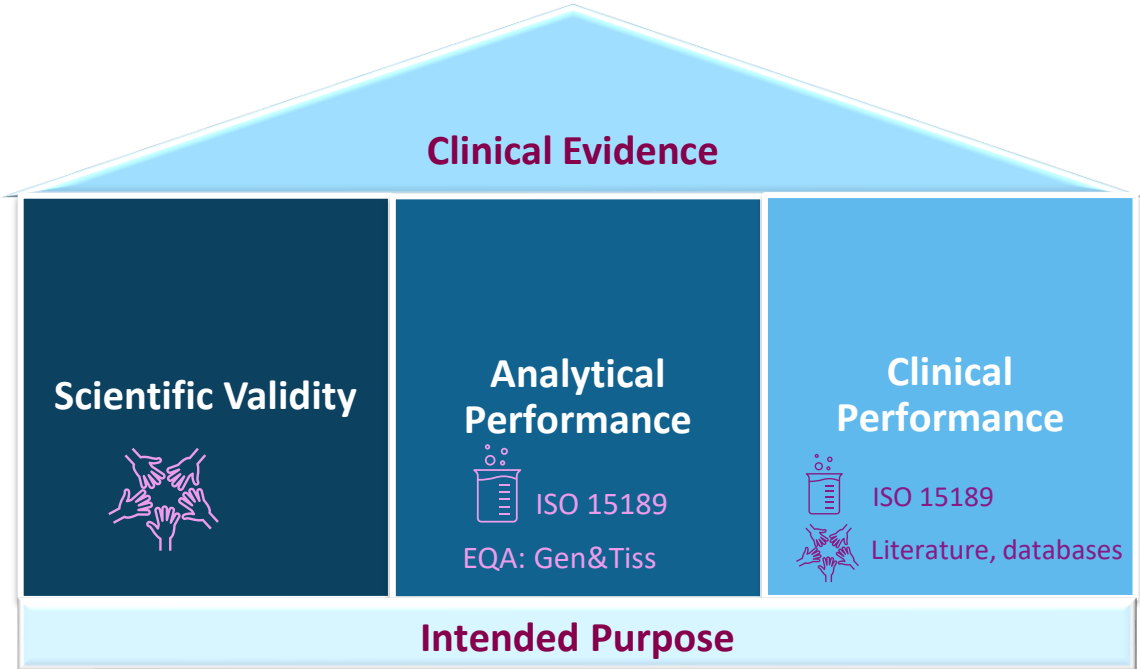 Clinical Evidence
Scientific Validity
Analytical
Performance
ISO 15189
EQA: Gen&Tiss
Clinical
Performance
ISO 15189
Literature, databases
Intended Purpose